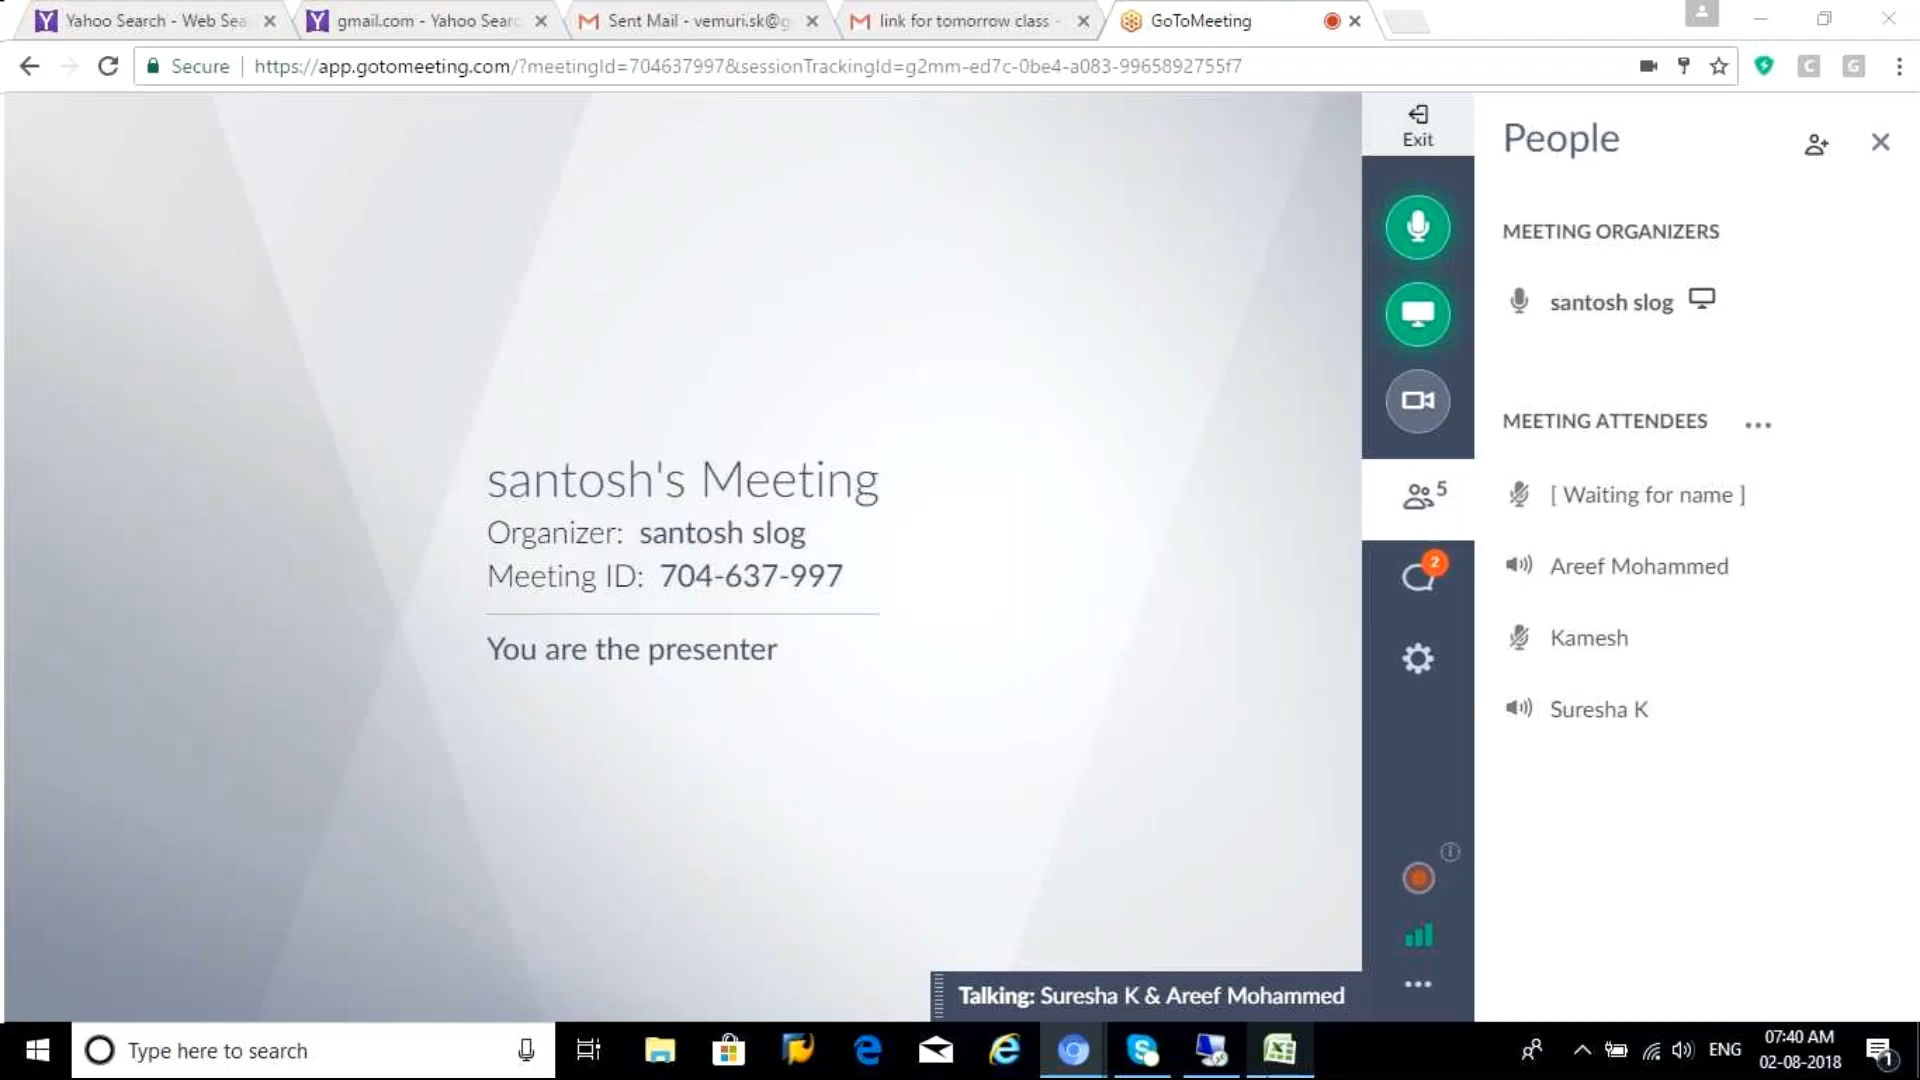 Yahoo Search - Web Sea
gmail.com - Yahoo Searc
Sent Mail - vemuri.sk@g
link for tomorrow class -
GoToMeeting
Secure
https://app.gotomeeting.com/?meetingId=704637997&sessionTrackingId=g2mm-ed7c-0be4-a083-9965892755f7
Exit
People
MEETING ORGANIZERS
santosh slog
MEETING ATTENDEES
5
[ Waiting for name ]
2
Areef Mohammed
Kamesh
Suresha K
santosh's Meeting
Organizer: santosh slog
Meeting ID: 704-637-997
You are the presenter
Talking: Suresha K & Areef Mohammed
Type here to search
ENG
07:40 AM
02-08-2018
1